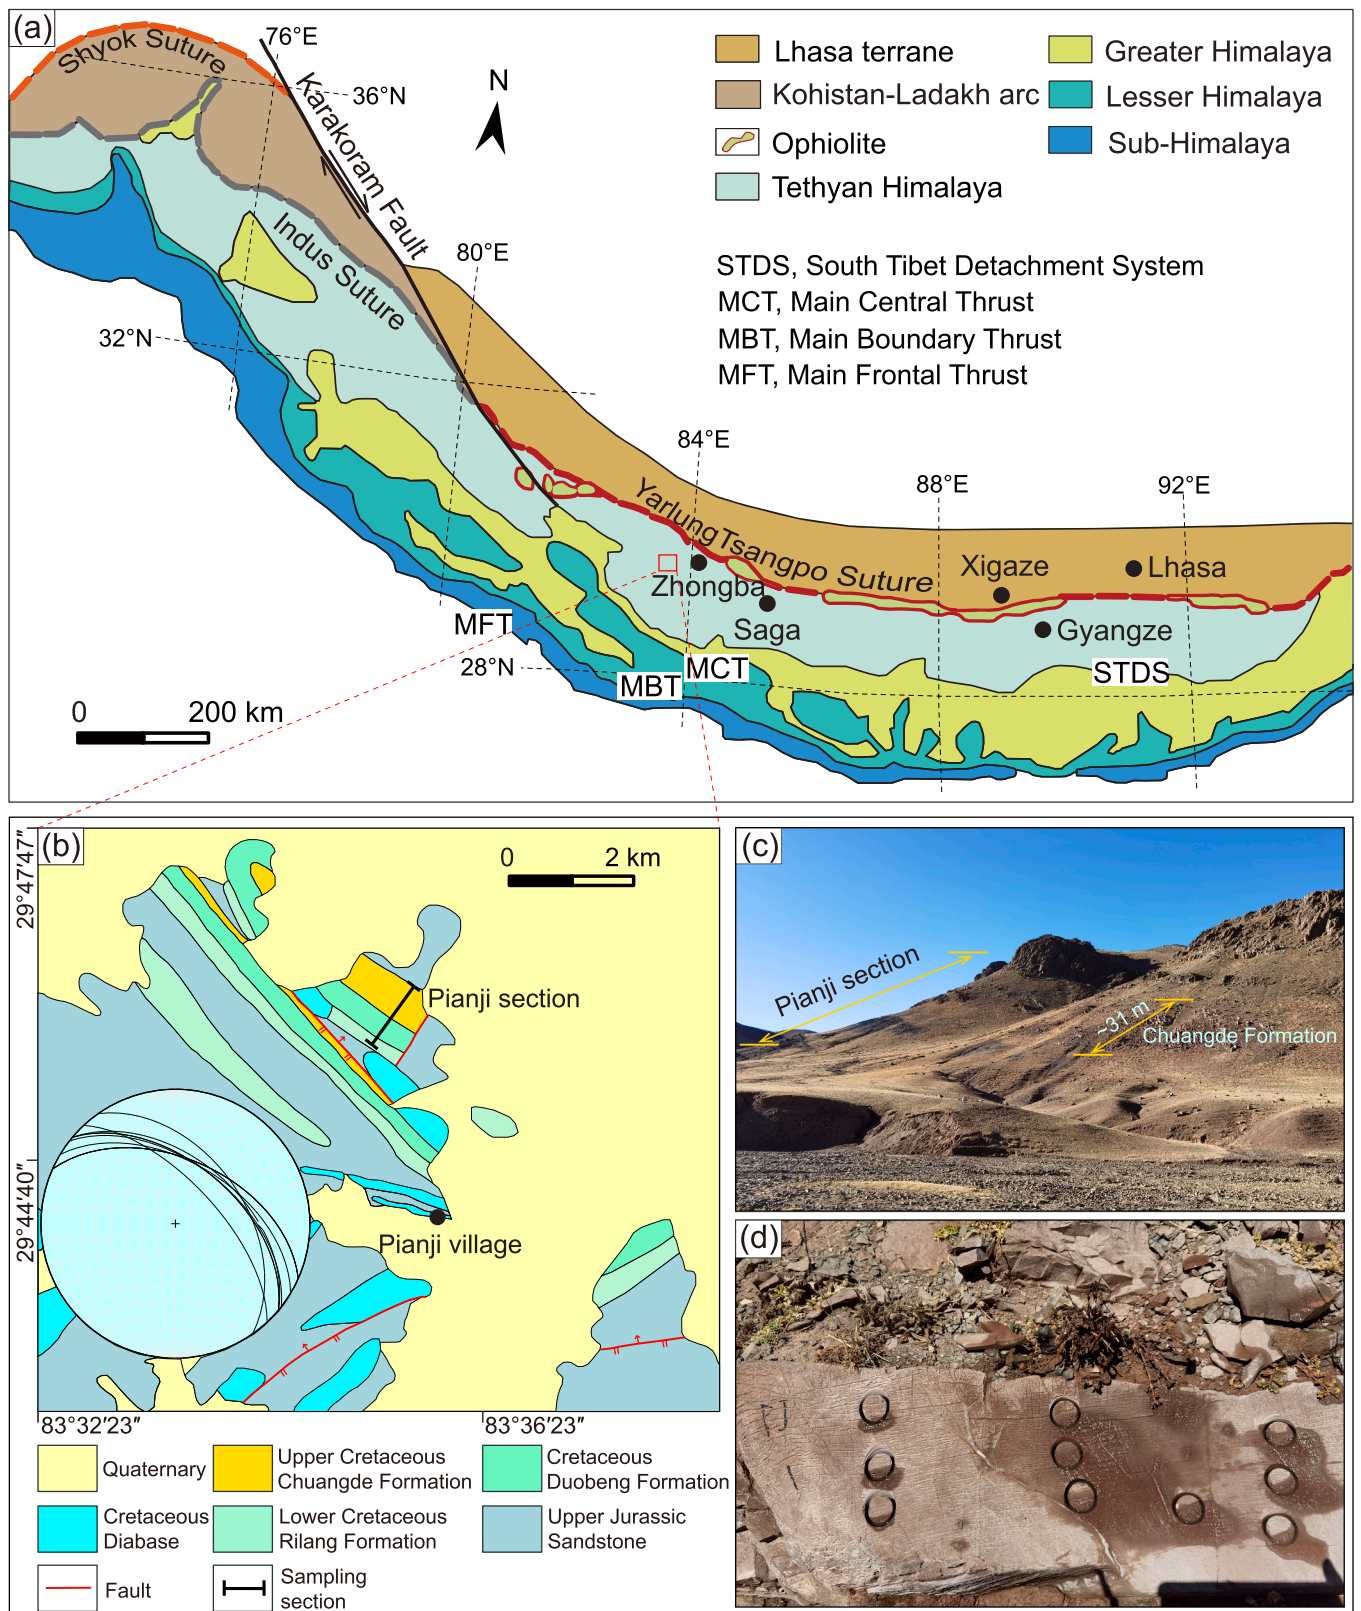 (a)
Shyok Suture
76°E
36°N
Karakoram Fault
N
Lhasa terrane
Kohistan-Ladakh arc
Ophiolite
Tethyan Himalaya
Greater Himalaya
Lesser Himalaya
Sub-Himalaya
STDS, South Tibet Detachment System
MCT, Main Central Thrust
MBT, Main Boundary Thrust
MFT, Main Frontal Thrust
Indus Suture
80°E
32°N
84°E
88°E
92°E
Yarlung Tsangpo Suture
Zhongba
Saga
Xigaze
Lhasa
Gyangze
MFT
28°N
MBT
MCT
STDS
0 200 km
(b)
29°47'47"
29°44'40"
0 2 km
Pianji section
Pianji village
83°32'23"
83°36'23"
Quaternary
Upper Cretaceous
Chuangde Formation
Cretaceous
Duobeng Formation
Cretaceous
Diabase
Lower Cretaceous
Rilang Formation
Upper Jurassic
Sandstone
Fault
Sampling
section
(c)
Pianji section
~31 m
Chuangde Formation
(d)